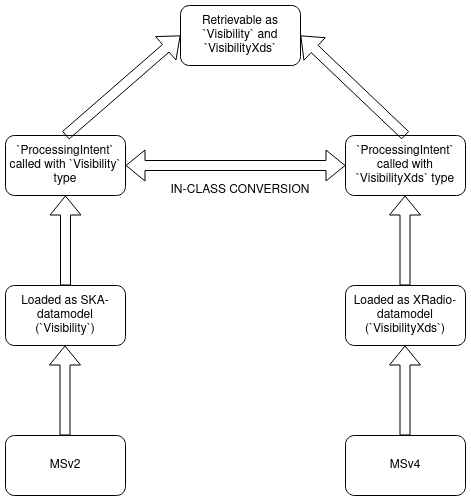 Retrievable as
`Visibility` and
`VisibilityXds`
`ProcessingIntent`
called with `Visibility`
type
`ProcessingIntent`
called with
`VisibilityXds` type
IN-CLASS CONVERSION
Loaded as SKA-
datamodel
(`Visibility`)
Loaded as XRadio-
datamodel
(`VisibilityXds`)
MSv2
MSv4